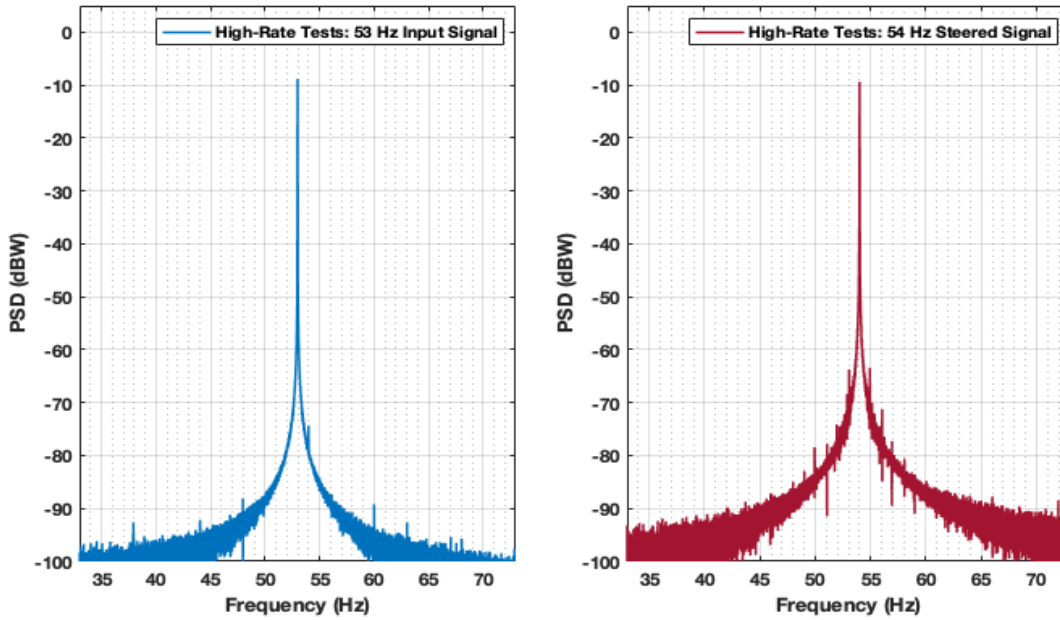 High-Rate Tests: 53 Hz Input Signal
0
-10
-20
-30
-40
-50
-60
-70
-80
-90
-100
PSD (dBW)
35 40 45 50 55 60 65 70
Frequency (Hz)
High-Rate Tests: 54 Hz Steered Signal
0
-10
-20
-30
-40
-50
-60
-70
-80
-90
-100
PSD (dBW)
35 40 45 50 55 60 65 70
Frequency (Hz)